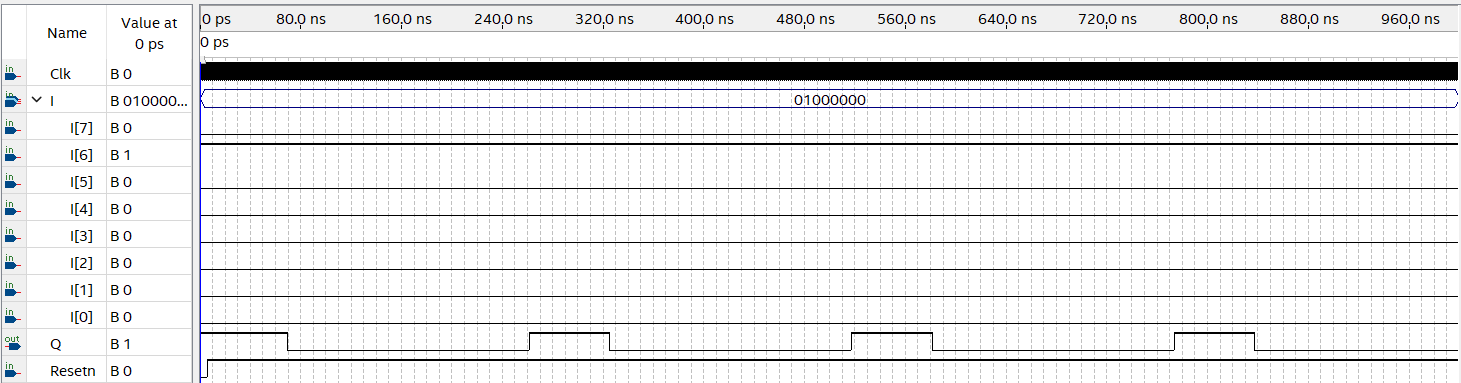 Name
Value at
0 ps
0 ps 80.0 ns 160.0 ns 240.0 ns 320.0 ns 400.0 ns 480.0 ns 560.0 ns 640.0 ns 720.0 ns 800.0 ns 880.0 ns 960.0 ns
0 ps
in Clk B 0
in I B 010000... 01000000
in I[7] B 0
in I[6] B 1
in I[5] B 0
in I[4] B 0
in I[3] B 0
in I[2] B 0
in I[1] B 0
in I[0] B 0
out Q B 1
in Resetn B 0